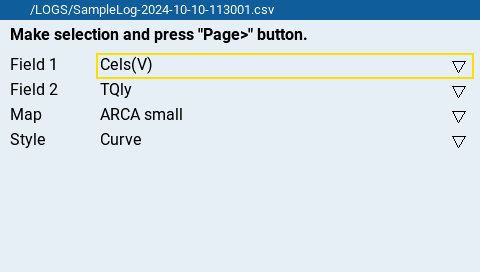 /LOGS/SampleLog-2024-10-10-113001.csv
Make selection and press "Page>" button.
Field 1 Cels(V)
Field 2 TQly
Map ARCA small
Style Curve